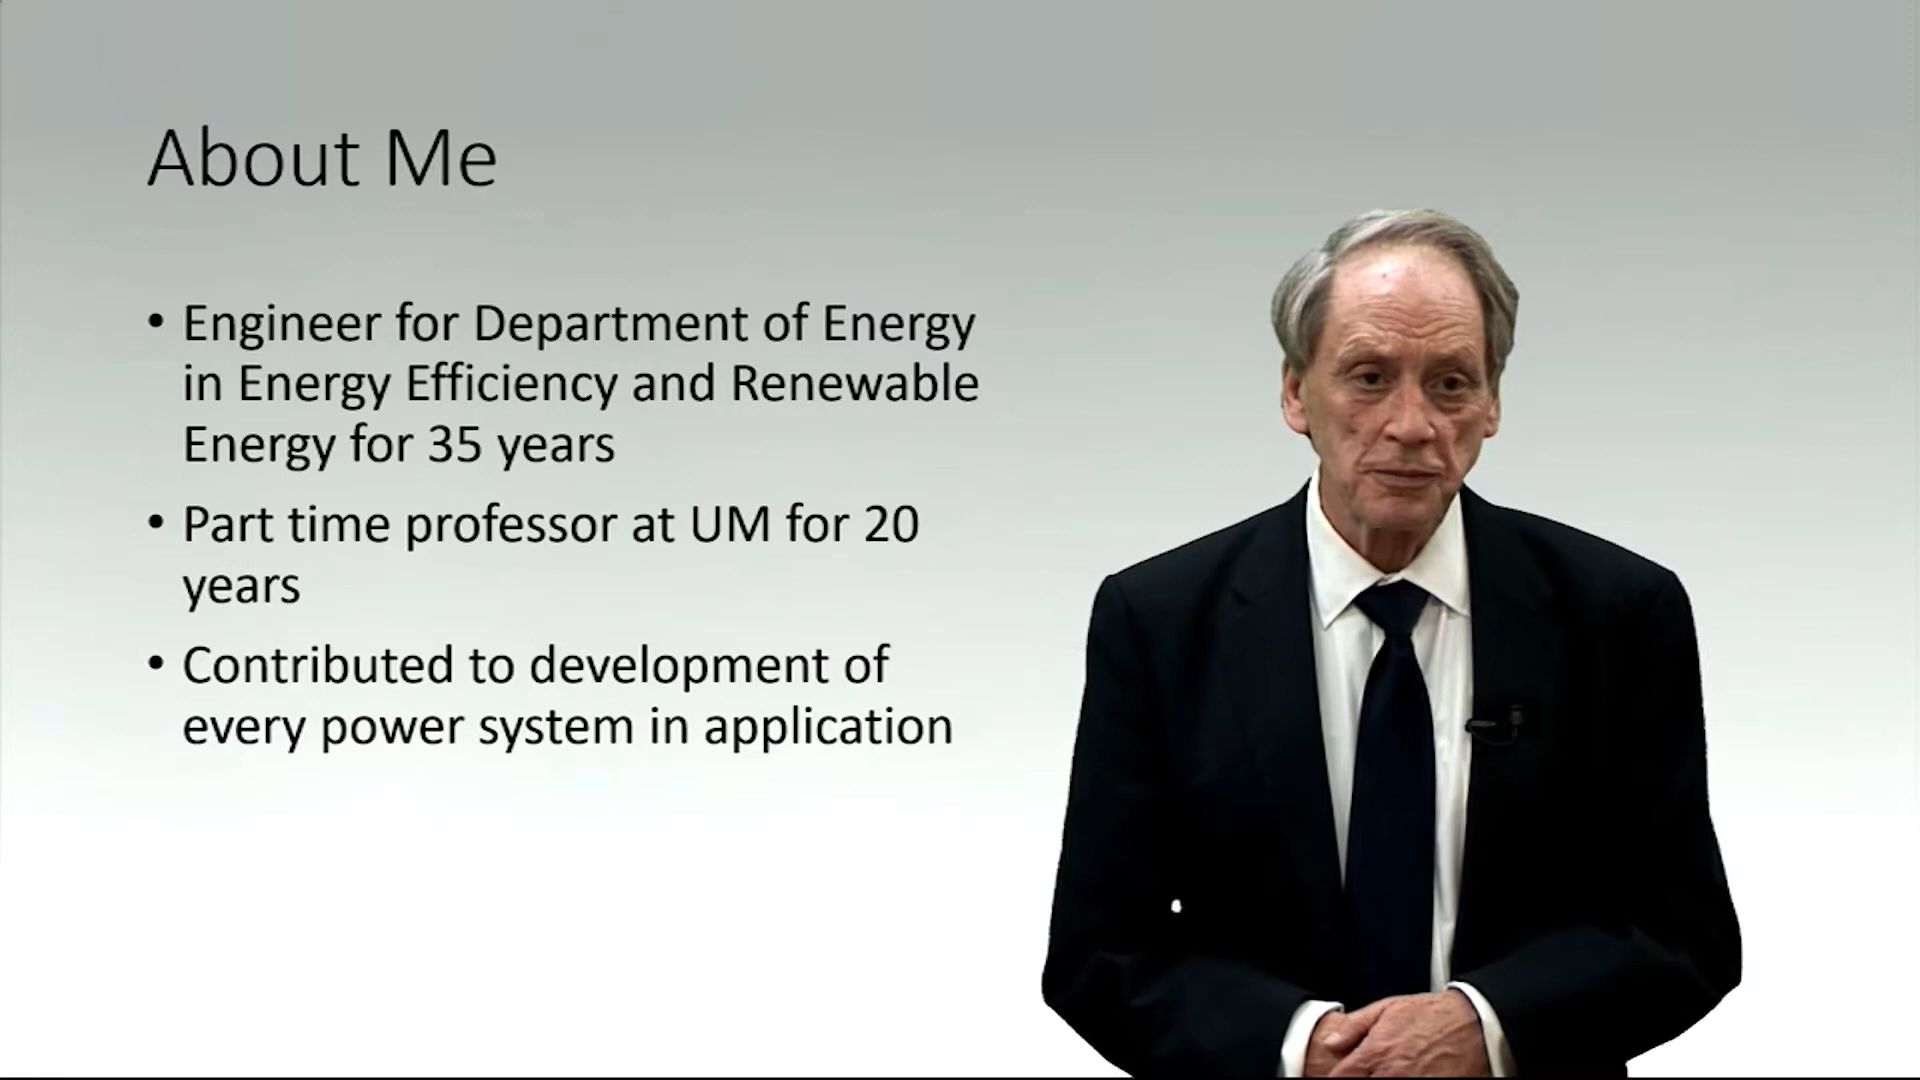 About Me
• Engineer for Department of Energy
in Energy Efficiency and Renewable
Energy for 35 years
• Part time professor at UM for 20
years
• Contributed to development of
every power system in application